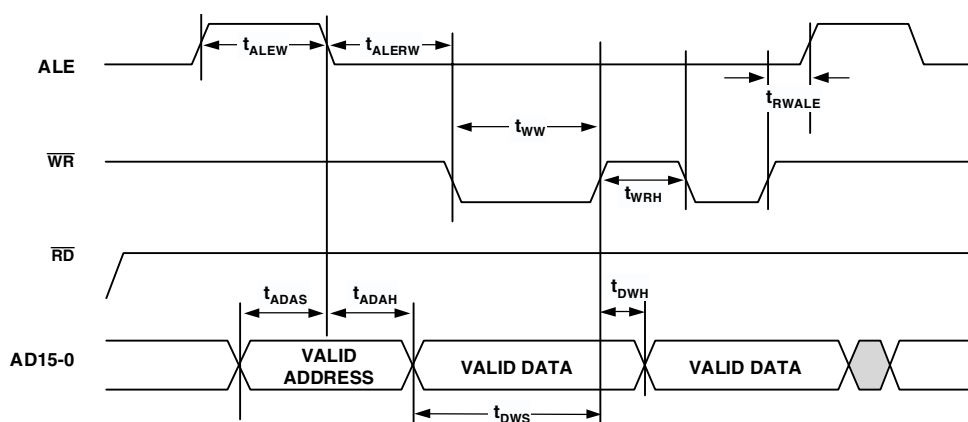 tALEW
tALERW
ALE
tRWALE
tWW
WR
tWRH
RD
tADAS
tADAH
tDWH
AD15-0
VALID
ADDRESS
VALID DATA
VALID DATA
tDWS